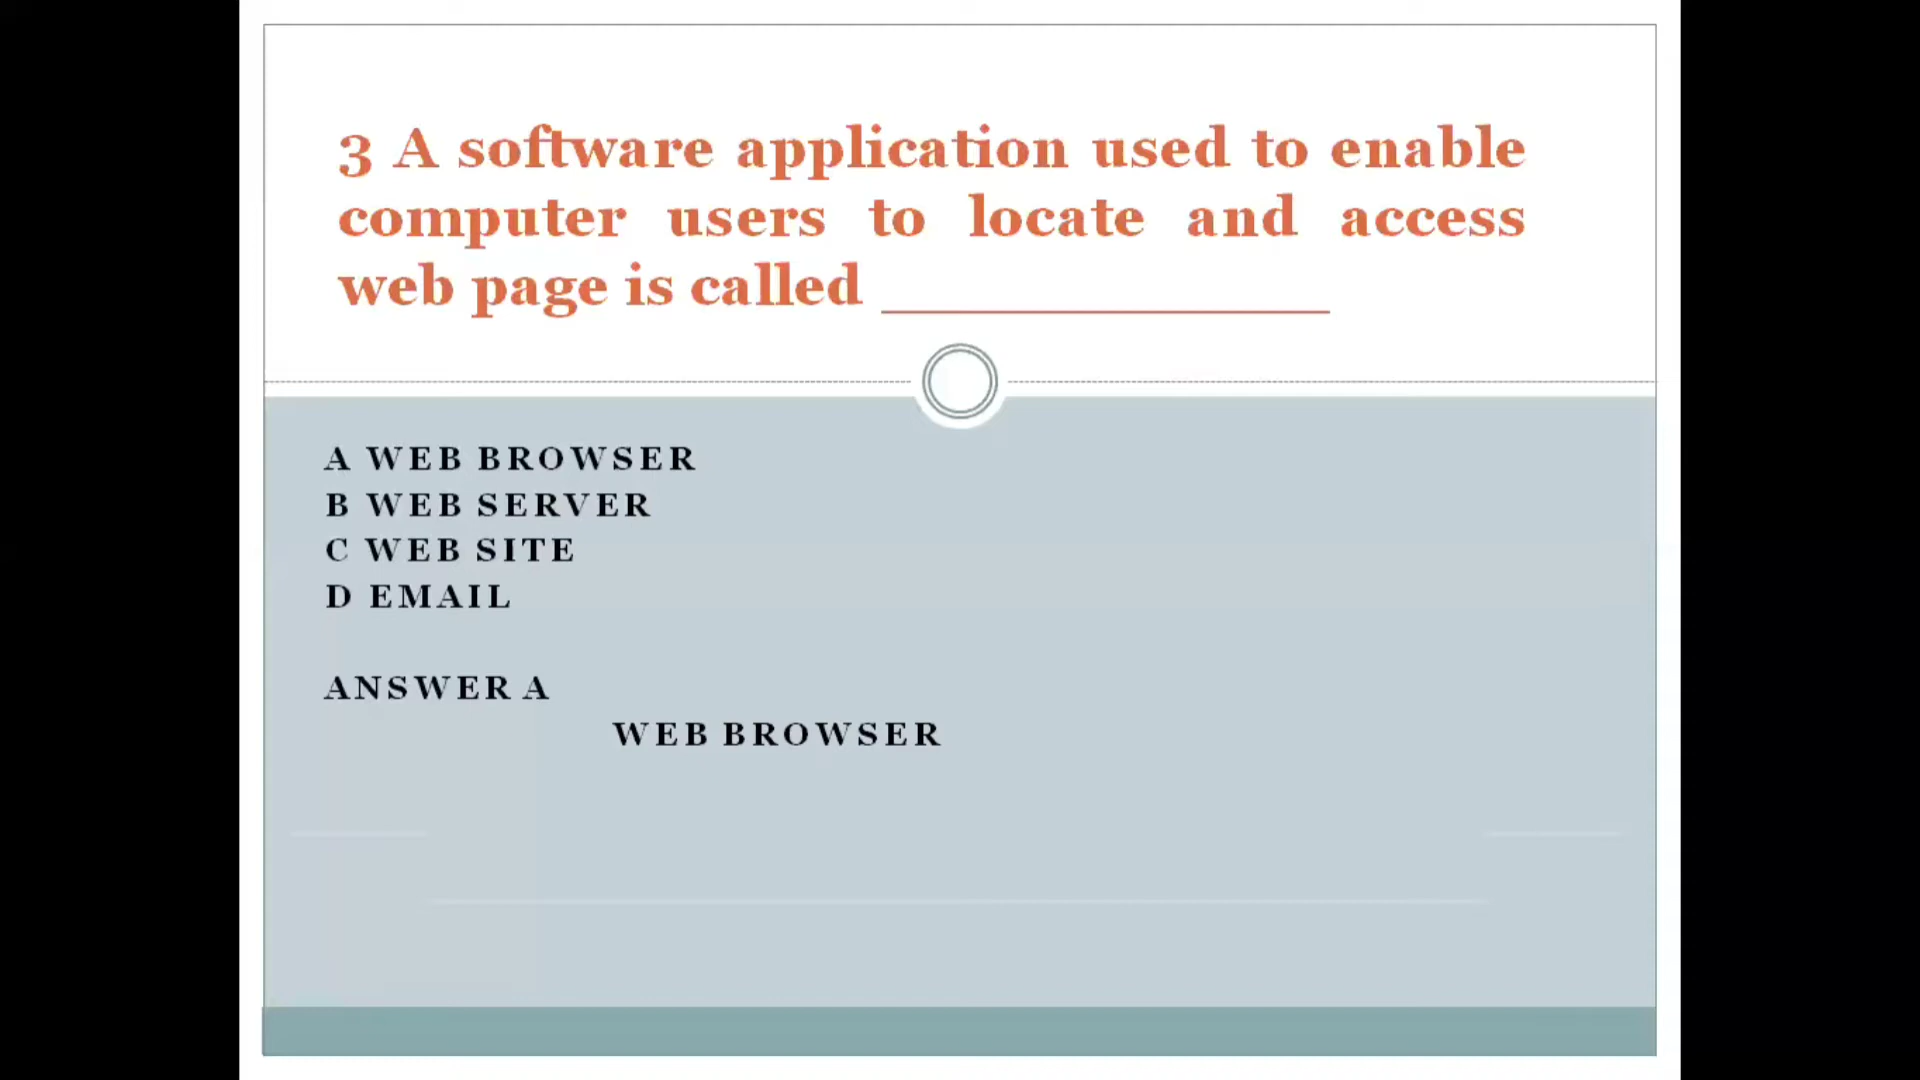 3 A software application used to enable
computer users to locate and access
web page is called _______________
A WEB BROWSER
B WEB SERVER
C WEB SITE
D EMAIL
ANSWER A
WEB BROWSER